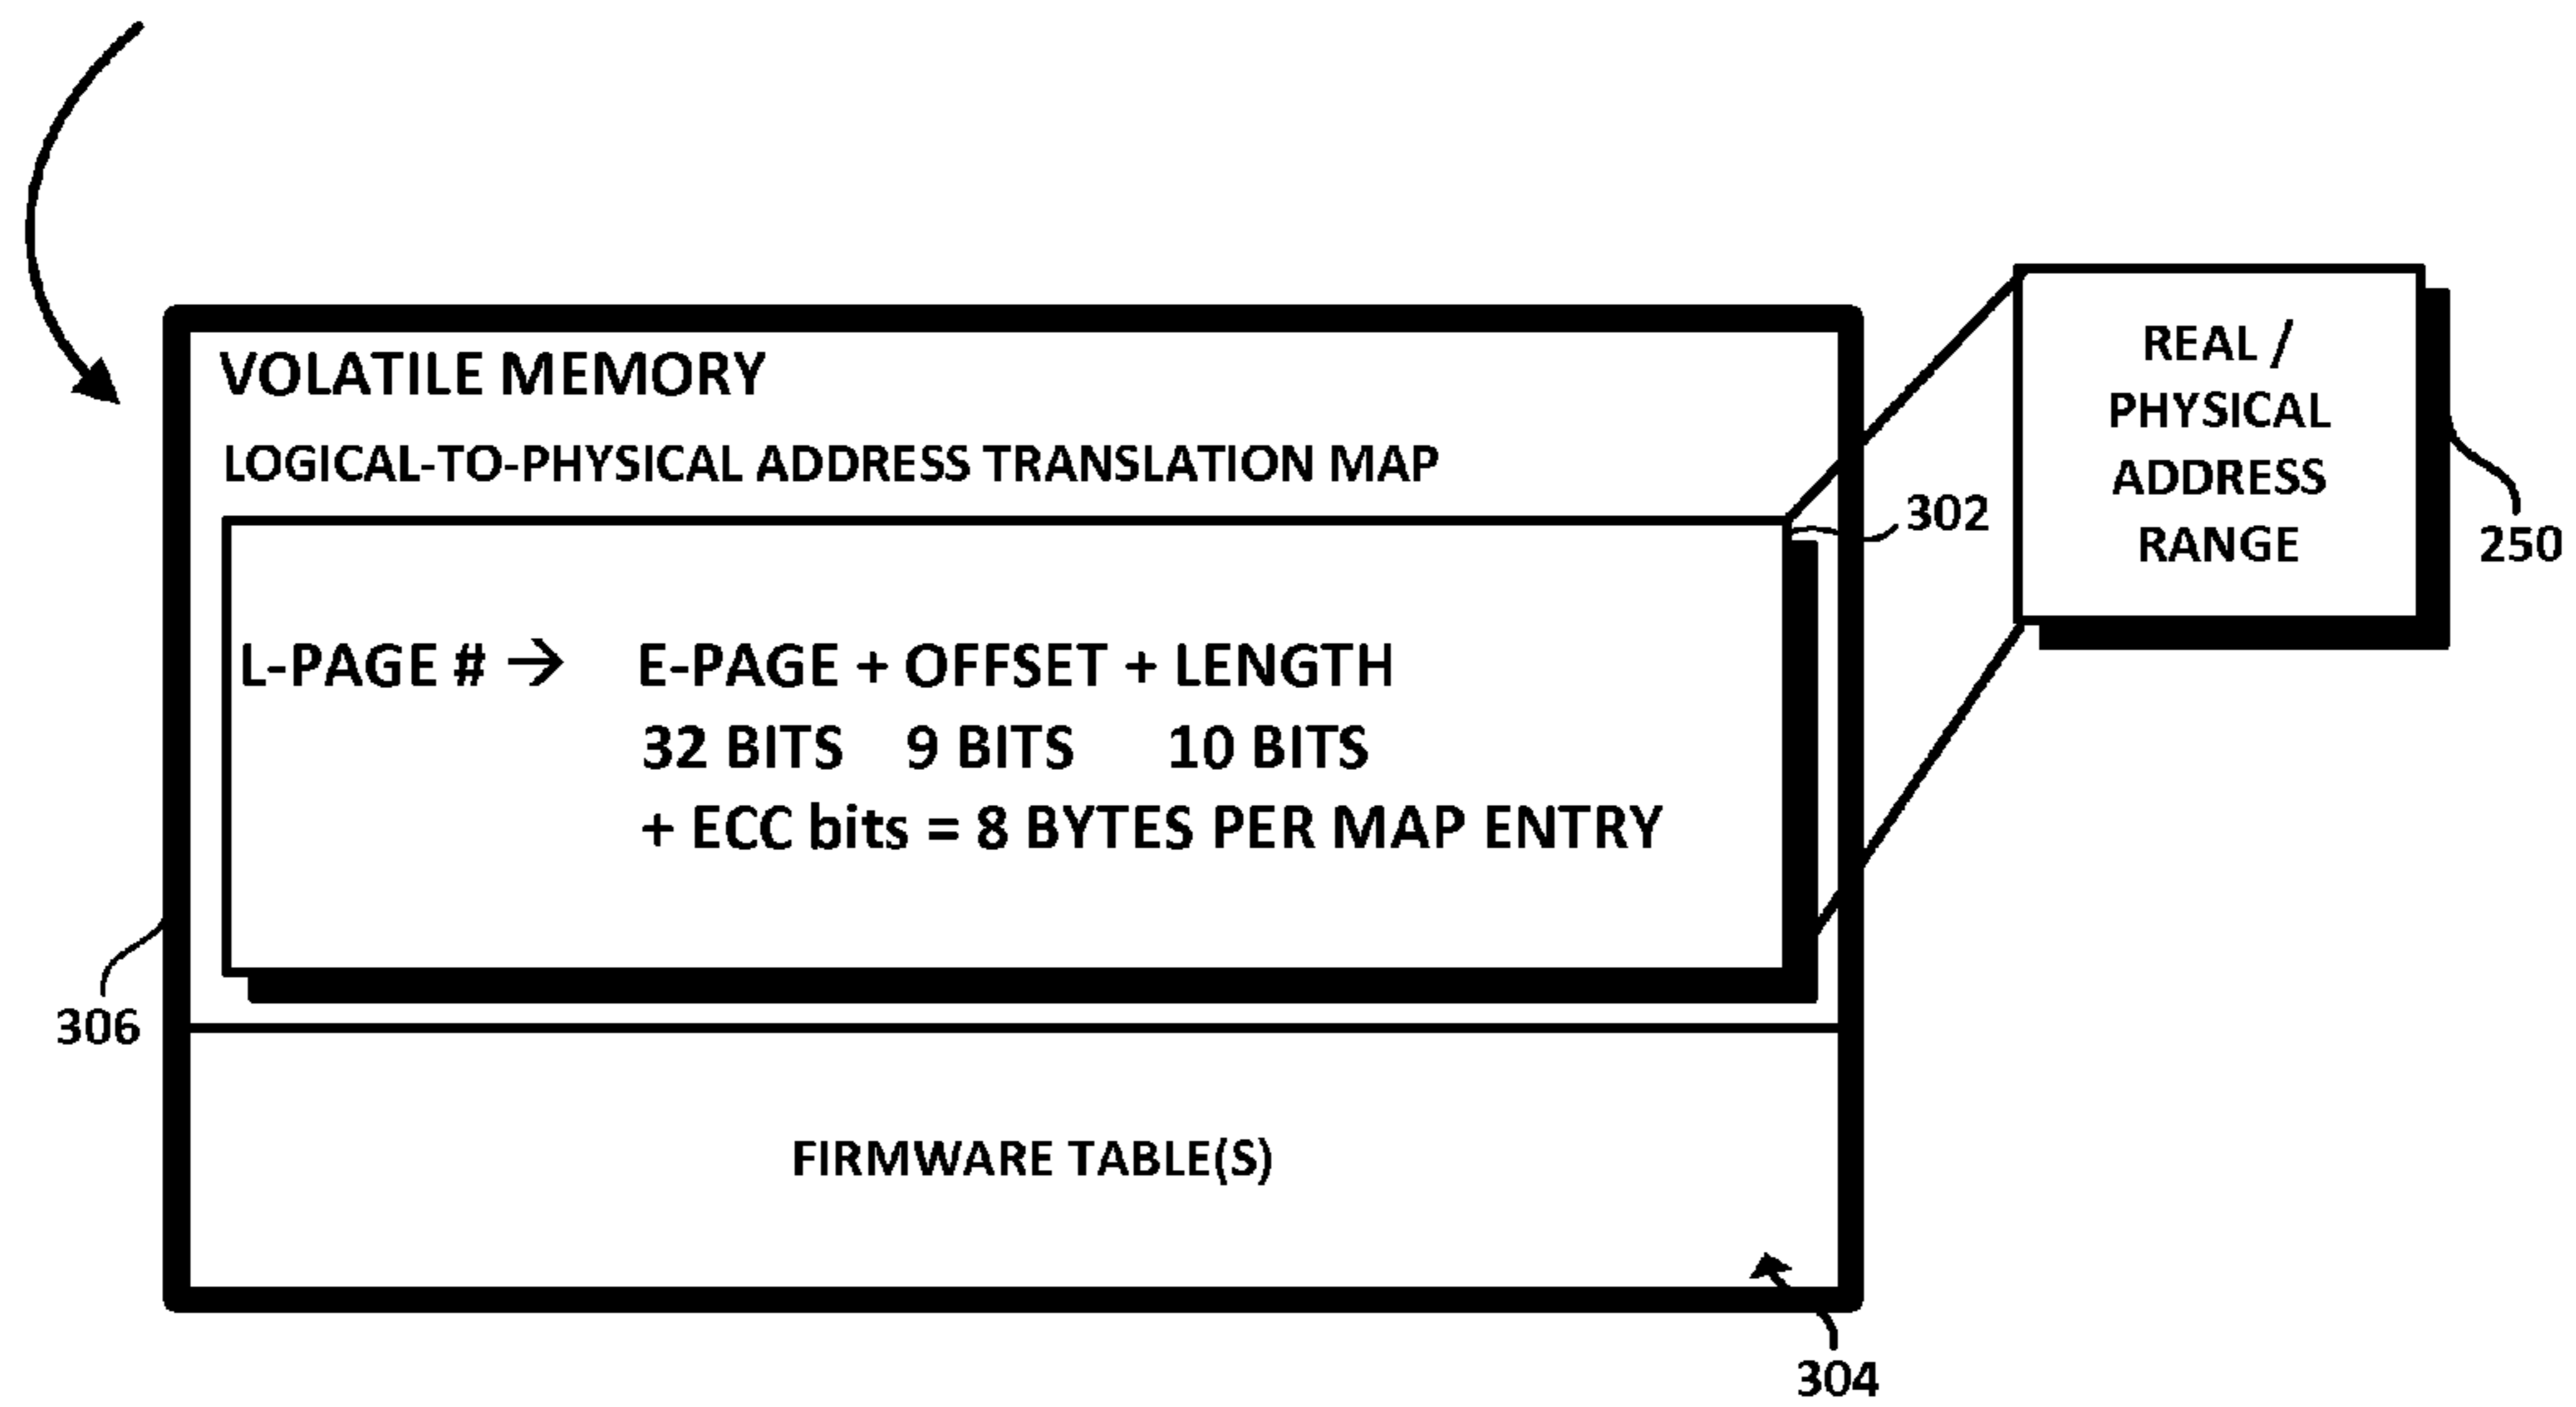 VOLATILE MEMORY
LOGICAL-TO-PHYSICAL ADDRESS TRANSLATION MAP
REAL /
PHYSICAL
ADDRESS
RANGE
302
250
L-PAGE # → E-PAGE + OFFSET + LENGTH
32 BITS 9 BITS 10 BITS
+ ECC bits = 8 BYTES PER MAP ENTRY
306
FIRMWARE TABLE(S)
304